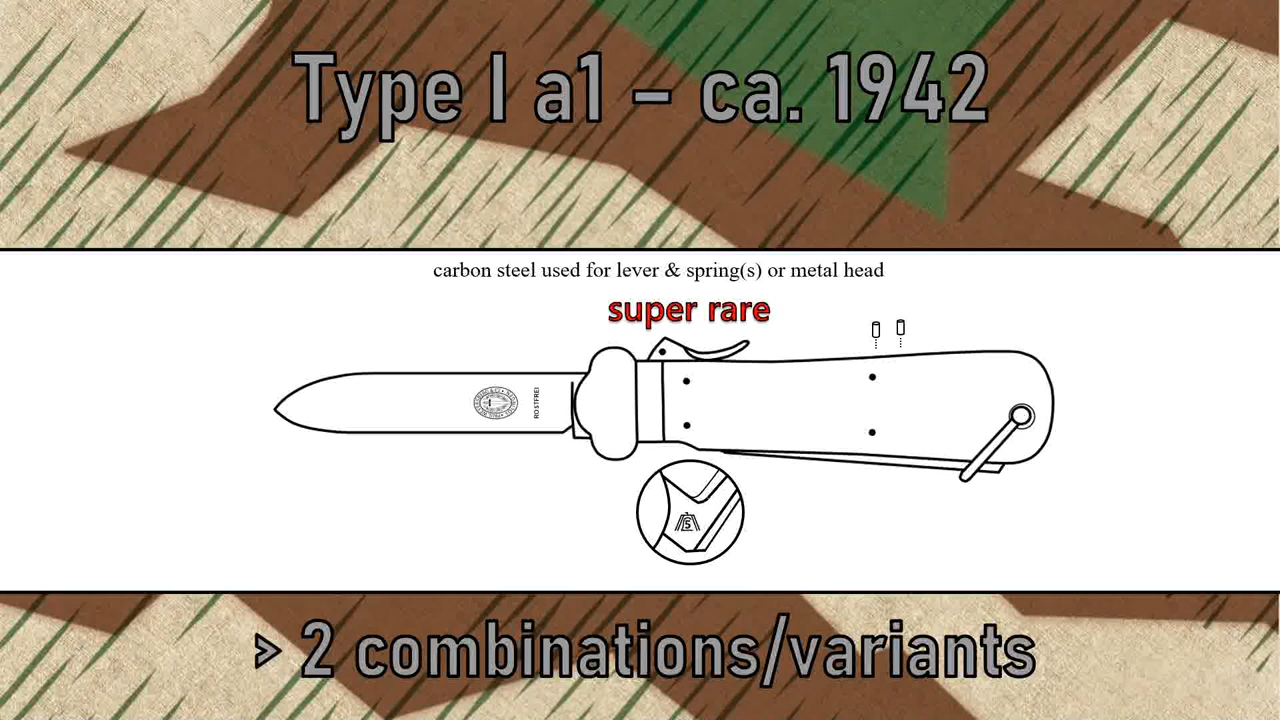 Type I a1 – ca. 1942
carbon steel used for lever & spring(s) or metal head
super rare
ROSTFREI
> 2 combinations/variants